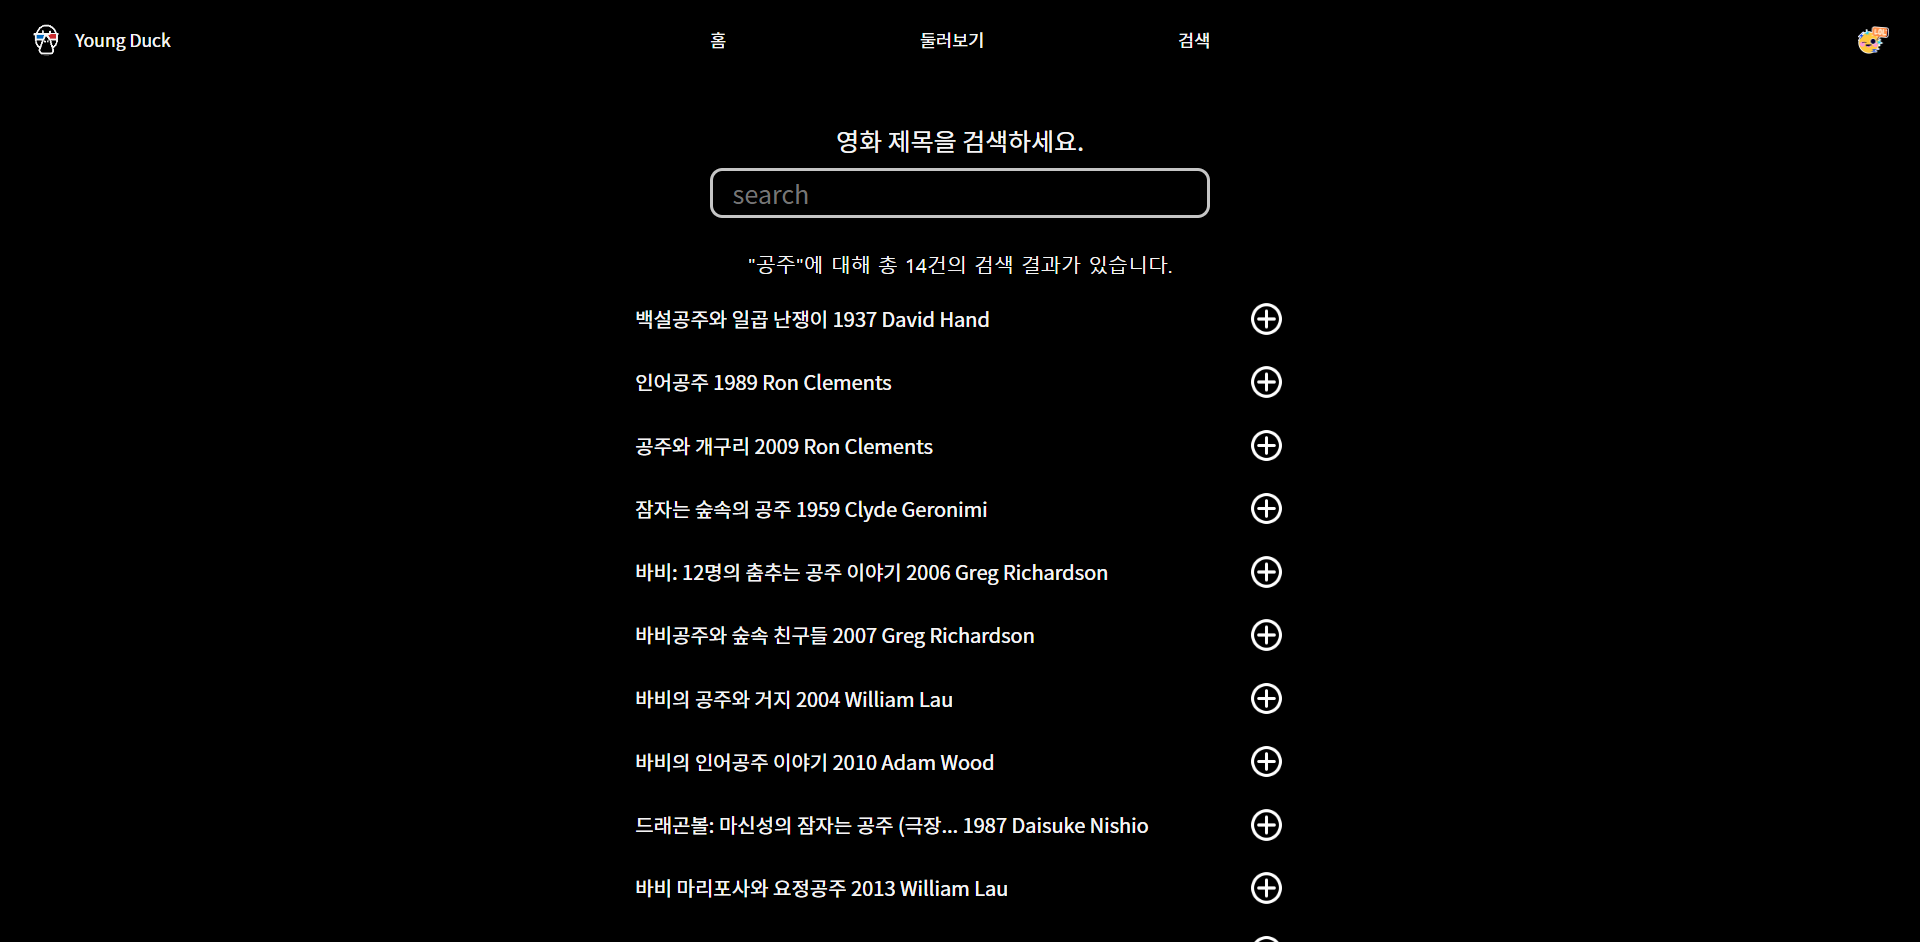 Young Duck
홈
둘러보기
검색
영화 제목을 검색하세요.
search
"공주"에 대해 총 14건의 검색 결과가 있습니다.
백설공주와 일곱 난쟁이 1937 David Hand
인어공주 1989 Ron Clements
공주와 개구리 2009 Ron Clements
잠자는 숲속의 공주 1959 Clyde Geronimi
바비: 12명의 춤추는 공주 이야기 2006 Greg Richardson
바비공주와 숲속 친구들 2007 Greg Richardson
바비의 공주와 거지 2004 William Lau
바비의 인어공주 이야기 2010 Adam Wood
드래곤볼: 마신성의 잠자는 공주 (극장... 1987 Daisuke Nishio
바비 마리포사와 요정공주 2013 William Lau